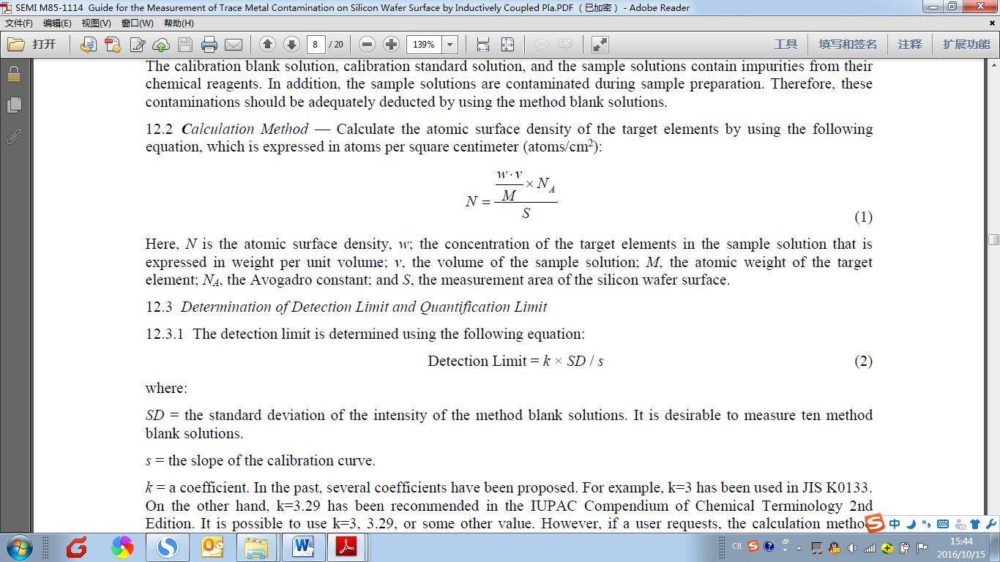 SEMI M85-1114 Guide for the Measurement of Trace Metal Contamination on Silicon Wafer Surface by Inductively Coupled Pla.PDF （已加密） - Adobe Reader
文件(F) 编辑(E) 视图(V) 窗口(W) 帮助(H)
打开 8 / 20 139% 工具 填写和签名 注释 扩展功能
The calibration blank solution, calibration standard solution, and the sample solutions contain impurities from their
chemical reagents. In addition, the sample solutions are contaminated during sample preparation. Therefore, these
contaminations should be adequately deducted by using the method blank solutions.
12.2 Calculation Method — Calculate the atomic surface density of the target elements by using the following
equation, which is expressed in atoms per square centimeter (atoms/cm²):
w · v
M
× N_A
N =
S
(1)
Here, N is the atomic surface density, w; the concentration of the target elements in the sample solution that is
expressed in weight per unit volume; v, the volume of the sample solution; M, the atomic weight of the target
element; N_A, the Avogadro constant; and S, the measurement area of the silicon wafer surface.
12.3 Determination of Detection Limit and Quantification Limit
12.3.1 The detection limit is determined using the following equation:
Detection Limit = k × SD / s (2)
where:
SD = the standard deviation of the intensity of the method blank solutions. It is desirable to measure ten method
blank solutions.
s = the slope of the calibration curve.
k = a coefficient. In the past, several coefficients have been proposed. For example, k=3 has been used in JIS K0133.
On the other hand, k=3.29 has been recommended in the IUPAC Compendium of Chemical Terminology 2nd
Edition. It is possible to use k=3, 3.29, or some other value. However, if a user requests, the calculation
中
CH
15:44
2016/10/15